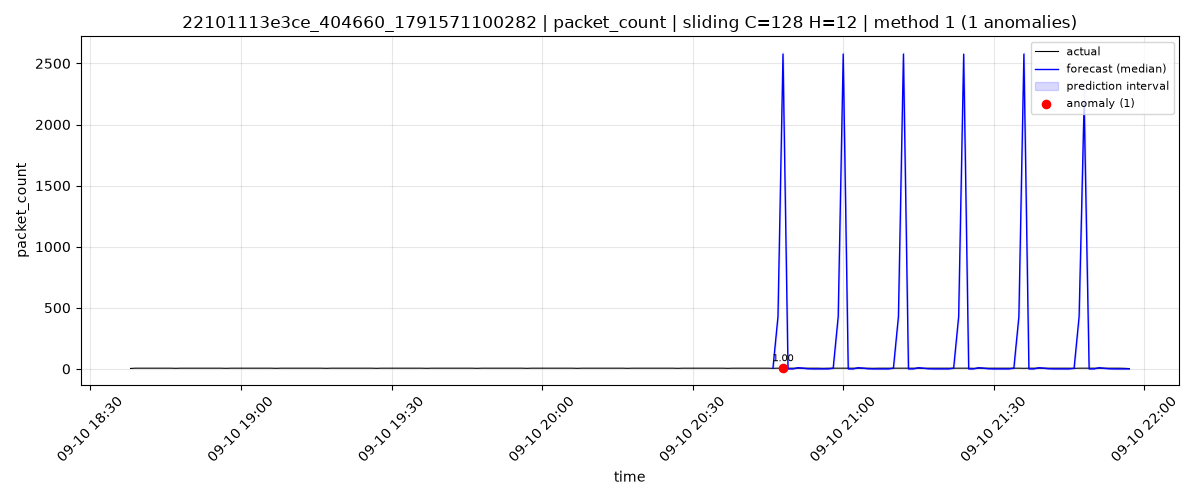 22101113e3ce_404660_1791571100282 | packet_count | sliding C=128 H=12 | method 1 (1 anomalies)
actual
forecast (median)
prediction interval
anomaly (1)
packet_count
2500
2000
1500
1000
500
0
1.00
09-10 18:30
09-10 19:00
09-10 19:30
09-10 20:00
09-10 20:30
09-10 21:00
09-10 21:30
09-10 22:00
time